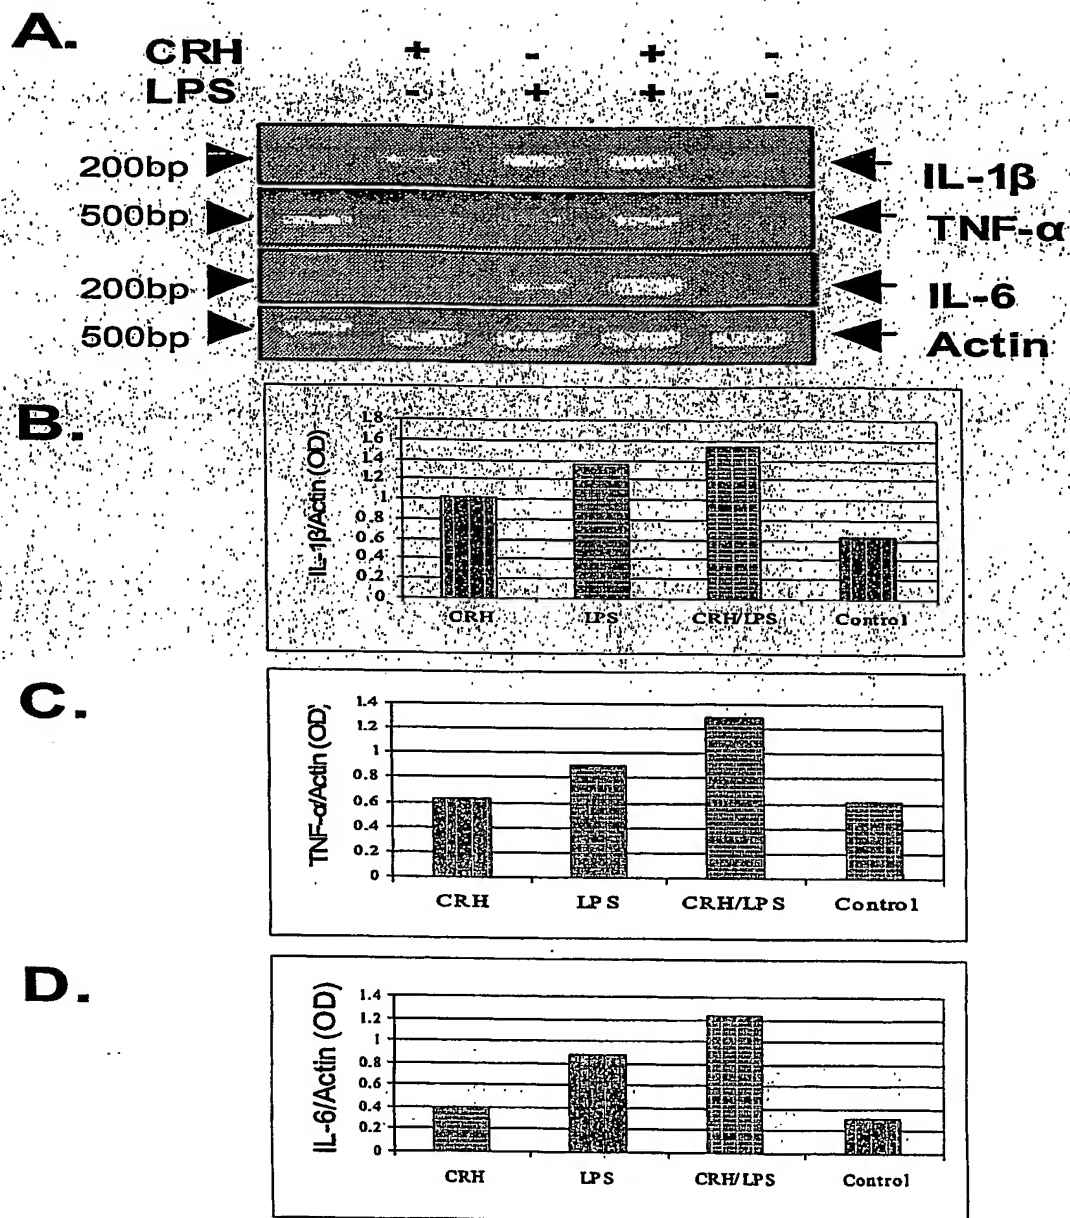 A.
CRH + - + -
LPS - + + -
200bp IL-1β
500bp TNF-α
200bp IL-6
500bp Actin
B.
IL-1β/Actin (OD)
1.8
1.6
1.4
1.2
1
0.8
0.6
0.4
0.2
0
CRH LPS CRH/LPS Control
C.
TNF-α/Actin (OD)
1.4
1.2
1
0.8
0.6
0.4
0.2
0
CRH LPS CRH/LPS Control
D.
IL-6/Actin (OD)
1.4
1.2
1
0.8
0.6
0.4
0.2
0
CRH LPS CRH/LPS Control